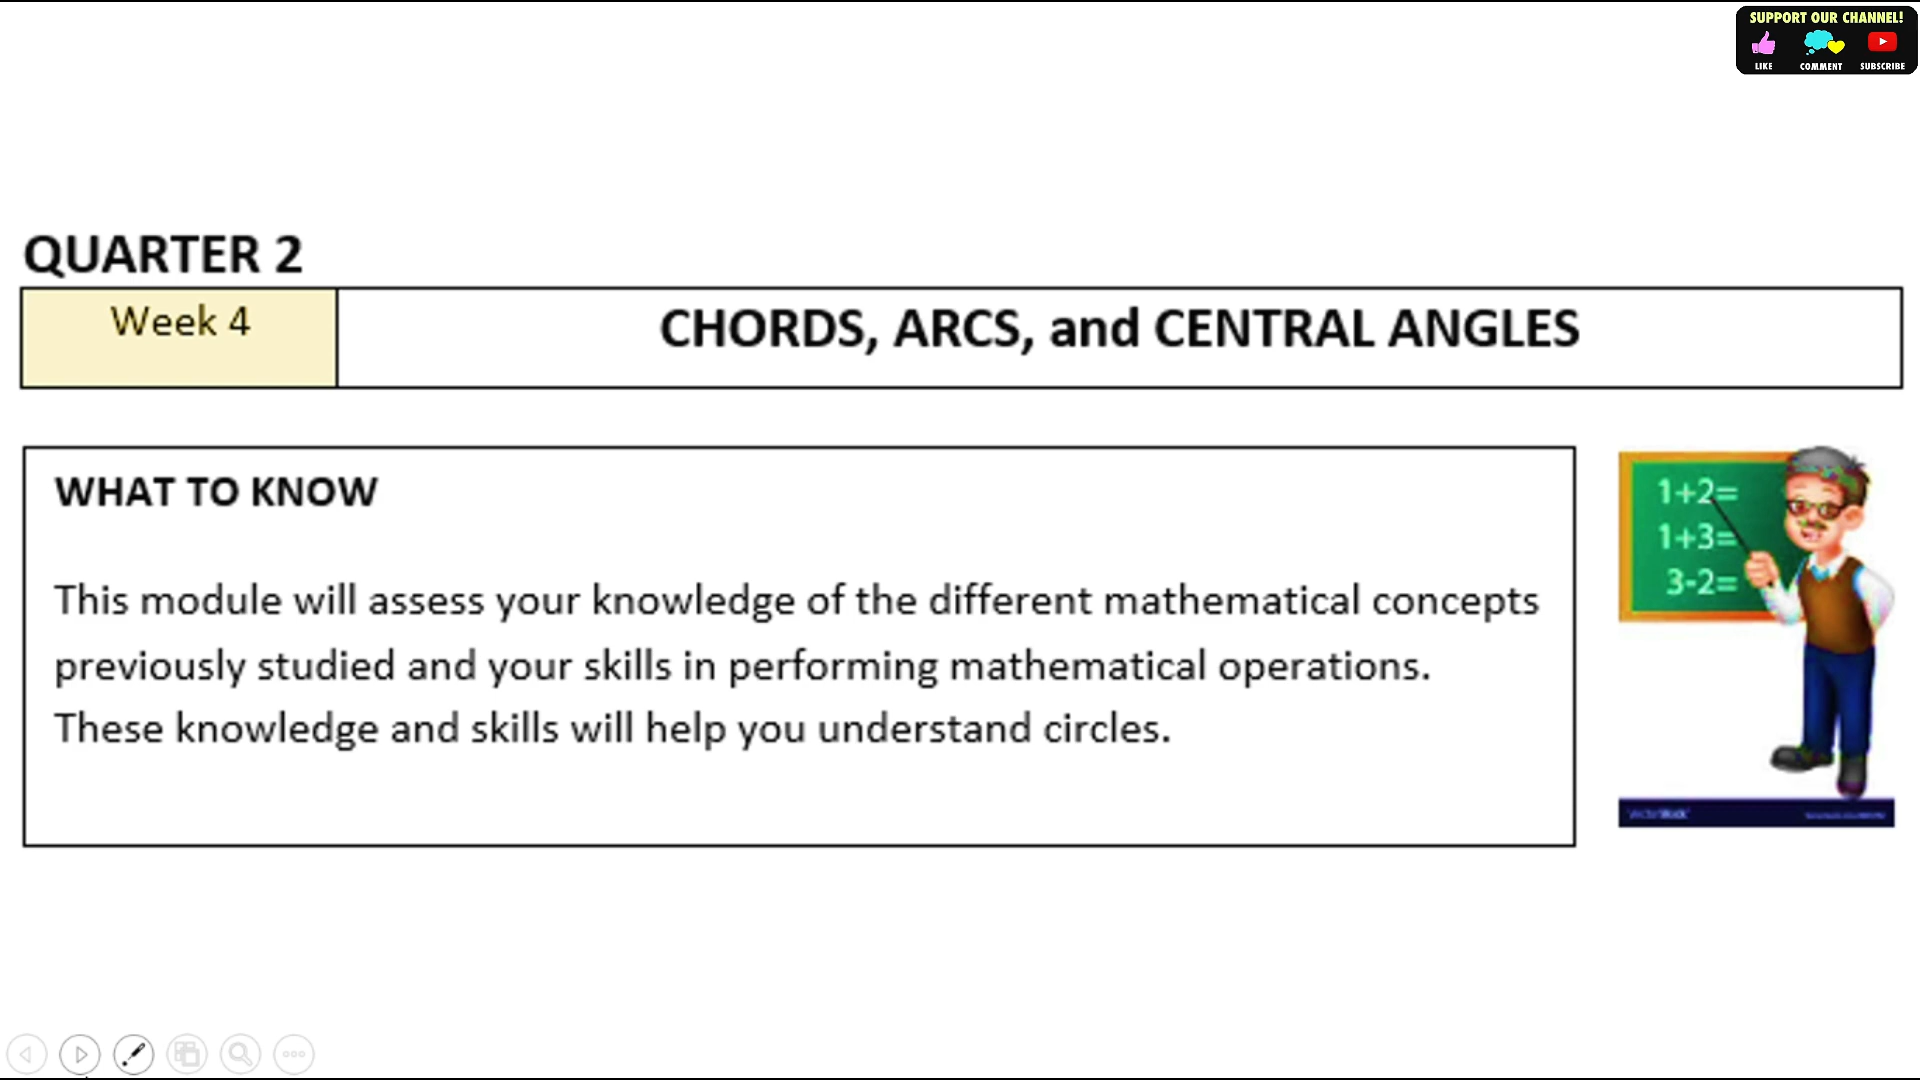 SUPPORT OUR CHANNEL!
LIKE COMMENT SUBSCRIBE
QUARTER 2
Week 4 CHORDS, ARCS, and CENTRAL ANGLES
WHAT TO KNOW
This module will assess your knowledge of the different mathematical concepts
previously studied and your skills in performing mathematical operations.
These knowledge and skills will help you understand circles.
1+2=
1+3=
3-2=
VectorStock